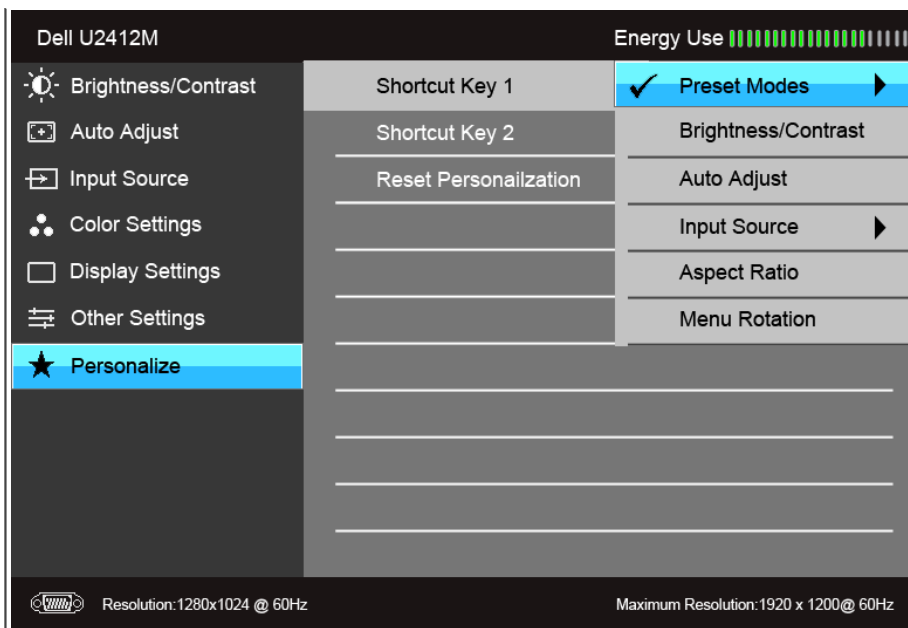 Dell U2412M
Energy Use
Brightness/Contrast
Auto Adjust
Input Source
Color Settings
Display Settings
Other Settings
Personalize
Shortcut Key 1
Shortcut Key 2
Reset Personailzation
Preset Modes
Brightness/Contrast
Auto Adjust
Input Source
Aspect Ratio
Menu Rotation
Resolution:1280x1024 @ 60Hz
Maximum Resolution:1920 x 1200@ 60Hz